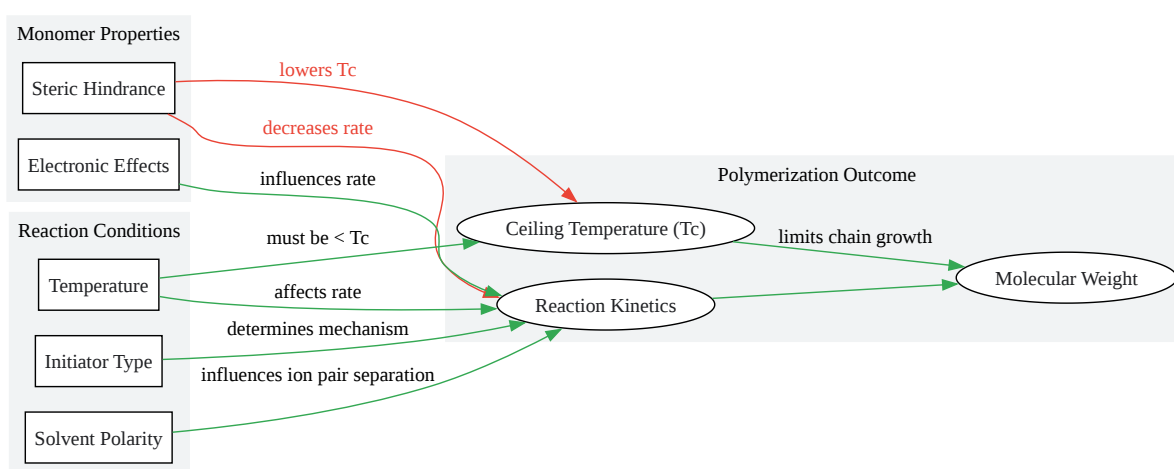 Monomer Properties
Steric Hindrance
Electronic Effects
Reaction Conditions
Temperature
Initiator Type
Solvent Polarity
lowers Tc
decreases rate
influences rate
must be < Tc
affects rate
determines mechanism
influences ion pair separation
Polymerization Outcome
Ceiling Temperature (Tc)
Reaction Kinetics
limits chain growth
Molecular Weight